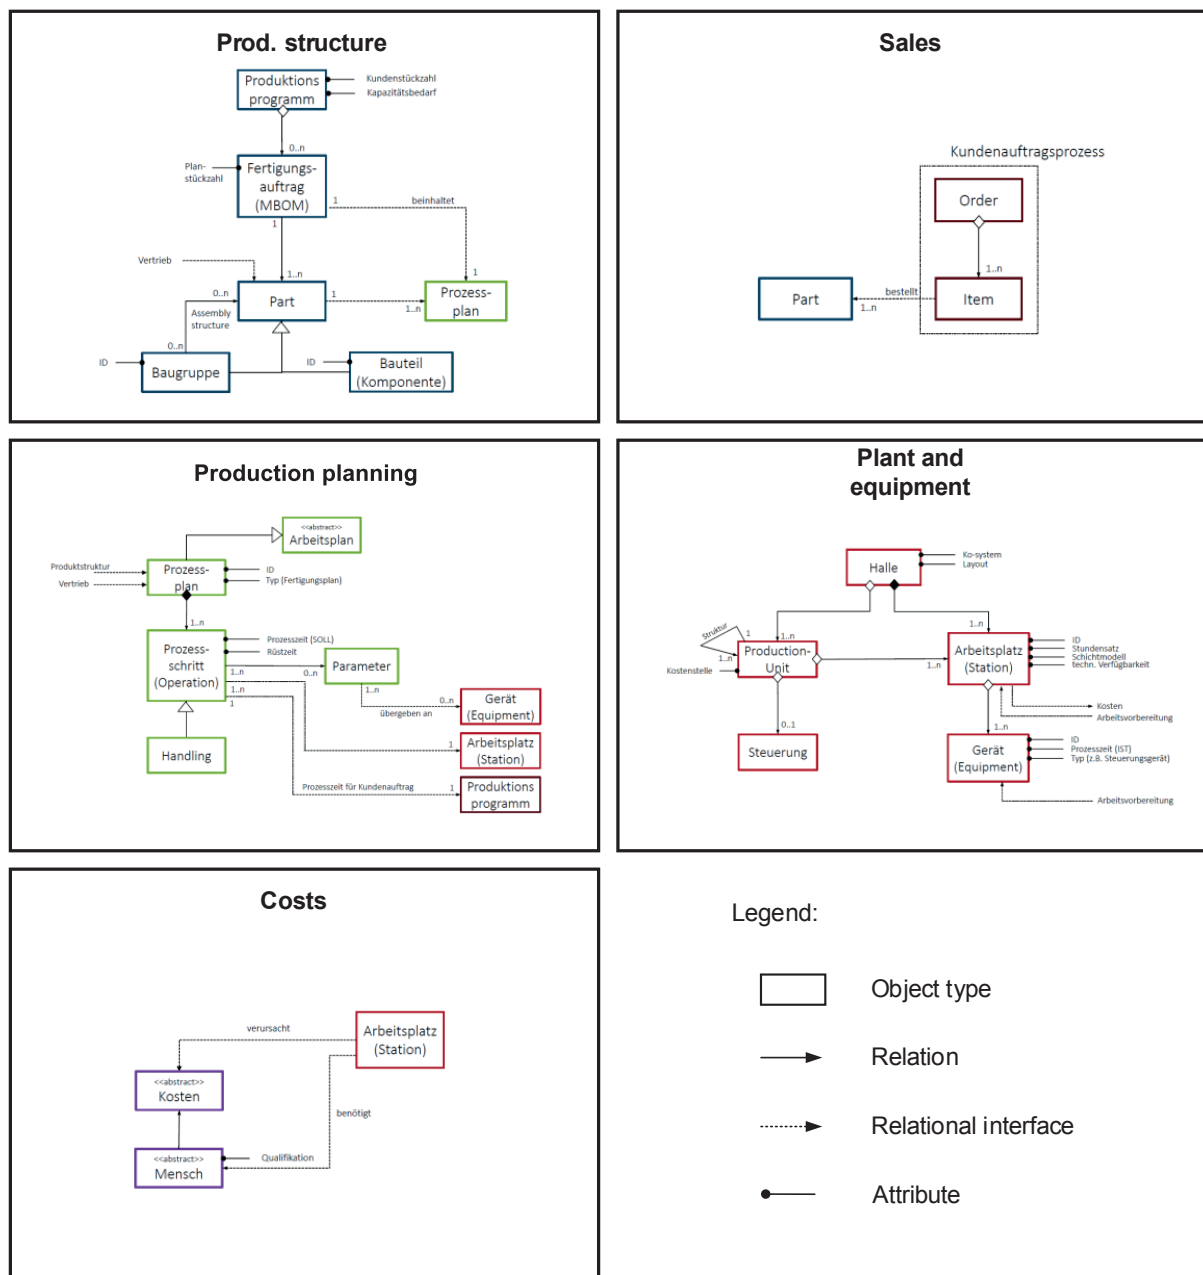 Prod. structure
Produktions
programm
Kundenstückzahl
Kapazitätsbedarf
0..n
Plan-
stückzahl
Fertigungs-
auftrag
(MBOM)
1
beinhaltet
1
Vertrieb
1..n
1
0..n
Part
1
1..n
Prozess-
plan
Assembly
structure
0..n
ID
Baugruppe
ID
Bauteil
(Komponente)
Sales
Kundenauftragsprozess
Order
1..n
Part
bestellt
1..n
Item
Production planning
<<abstract>>
Arbeitsplan
Produktstruktur
Vertrieb
Prozess-
plan
ID
Typ (Fertigungsplan)
1..n
Prozess-
schritt
(Operation)
Prozesszeit (SOLL)
Rüstzeit
1..n
0..n
Parameter
1..n
1
1..n
0..n
übergeben an
Gerät
(Equipment)
Handling
1
Arbeitsplatz
(Station)
Prozesszeit für Kundenauftrag
1
Produktions
programm
Plant and
equipment
Halle
Ko-system
Layout
Struktur
1
1..n
1..n
1..n
Kostenstelle
Production-
Unit
1..n
Arbeitsplatz
(Station)
ID
Stundensatz
Schichtmodell
techn. Verfügbarkeit
Kosten
Arbeitsvorbereitung
0..1
1..n
Steuerung
Gerät
(Equipment)
ID
Prozesszeit (IST)
Typ (z.B. Steuerungsgerät)
Arbeitsvorbereitung
Costs
verursacht
Arbeitsplatz
(Station)
<<abstract>>
Kosten
benötigt
<<abstract>>
Mensch
Qualifikation
Legend:
Object type
Relation
Relational interface
Attribute